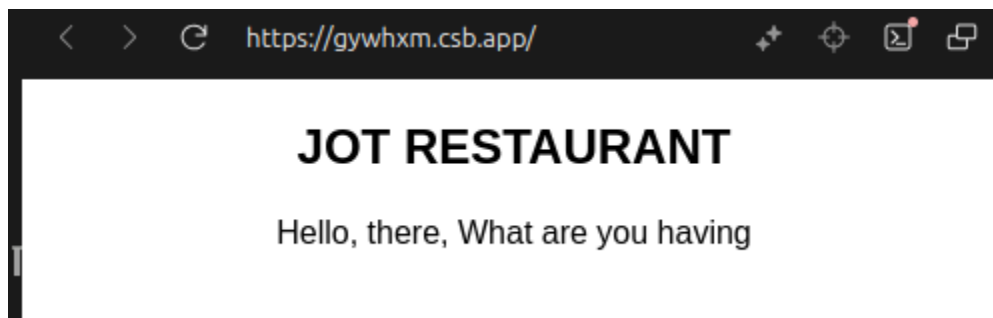 https://gywhxm.csb.app/
JOT RESTAURANT
Hello, there, What are you having